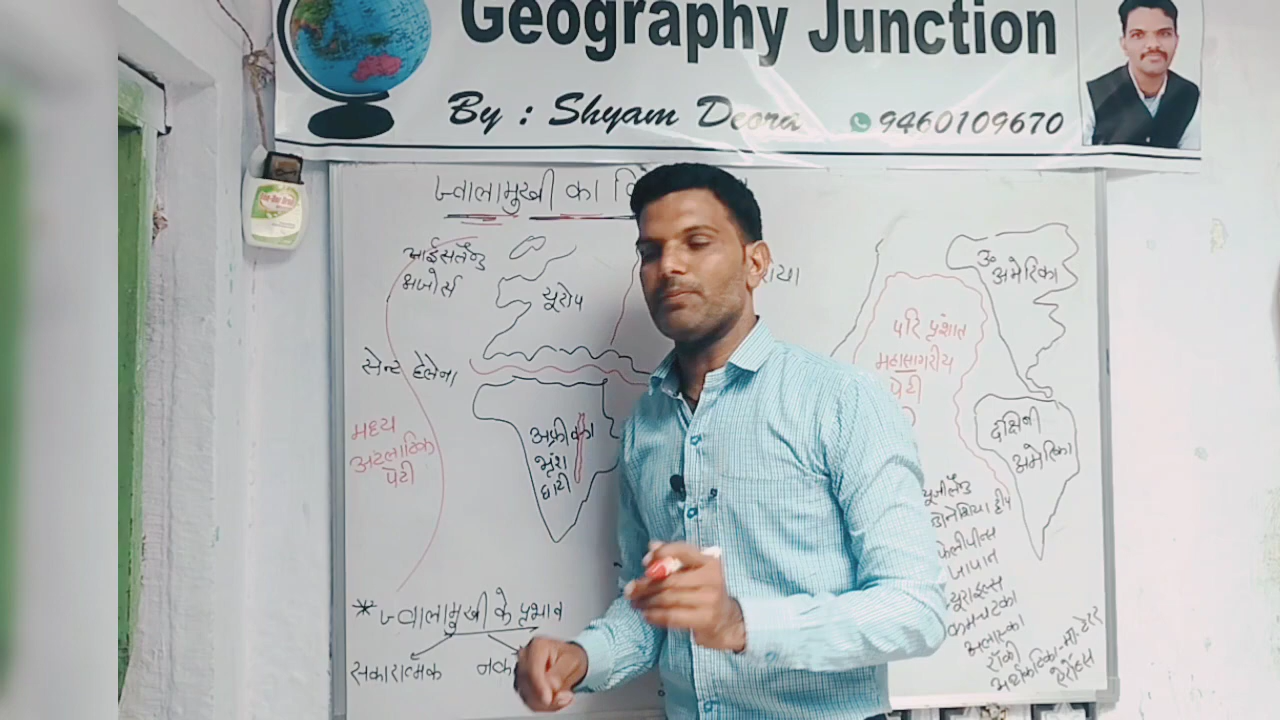 Geography Junction
By : Shyam Deora
9460109670
ज्वालामुखी का
आईसलैण्ड
अजोर्स
यूरोप
सेन्ट हेलेना
मध्य
अटलांटिक
पेटी
अफ्रीका
भ्रंश
घाटी
परि प्रशांत
महासागरीय
पेटी
उ० अमेरिका
दक्षिणी
अमेरिका
फिलीपीन्स
जापान
क्यूराइल्स
कमचटका
अलास्का
रॉकी
* ज्वालामुखी के प्रभाव
सकारात्मक